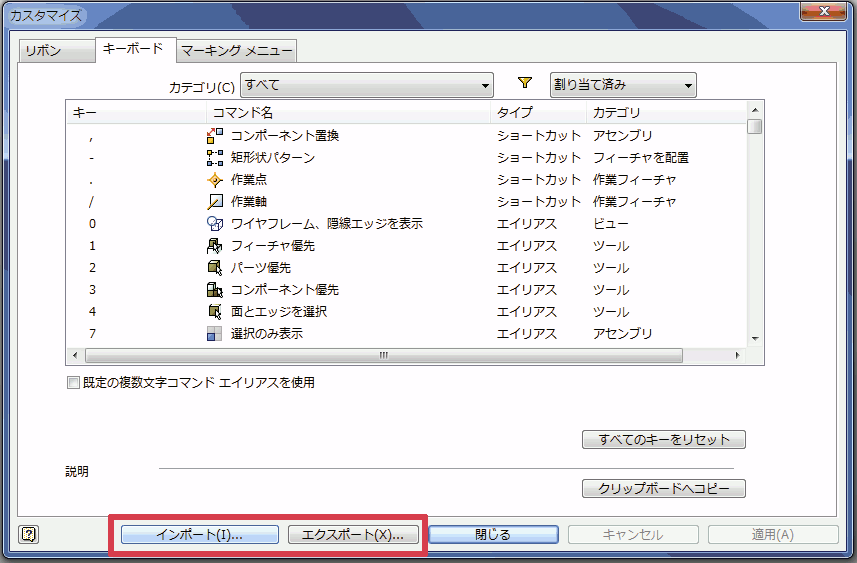 カスタマイズ
リボン キーボード マーキング メニュー
カテゴリ(C) すべて 割り当て済み
キー コマンド名 タイプ カテゴリ
, コンポーネント置換 ショートカット アセンブリ
- 矩形状パターン ショートカット フィーチャを配置
. 作業点 ショートカット 作業フィーチャ
/ 作業軸 ショートカット 作業フィーチャ
0 ワイヤフレーム、隠線エッジを表示 エイリアス ビュー
1 フィーチャ優先 エイリアス ツール
2 パーツ優先 エイリアス ツール
3 コンポーネント優先 エイリアス ツール
4 面とエッジを選択 エイリアス ツール
7 選択のみ表示 エイリアス アセンブリ
既定の複数文字コマンド エイリアスを使用
すべてのキーをリセット
説明
クリップボードへコピー
インポート(I)... エクスポート(X)... 閉じる キャンセル 適用(A)